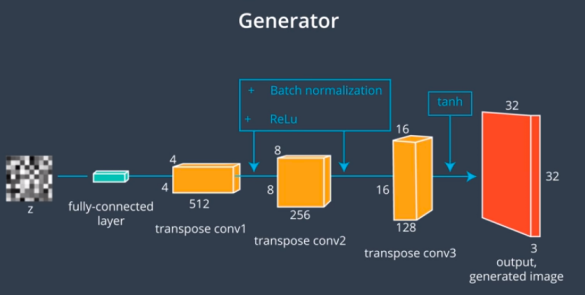 Generator
+ Batch normalization
+ ReLu
tanh
32
32
3
16
16
128
8
8
256
4
4
512
z
fully-connected
layer
transpose conv1
transpose conv2
transpose conv3
output,
generated image